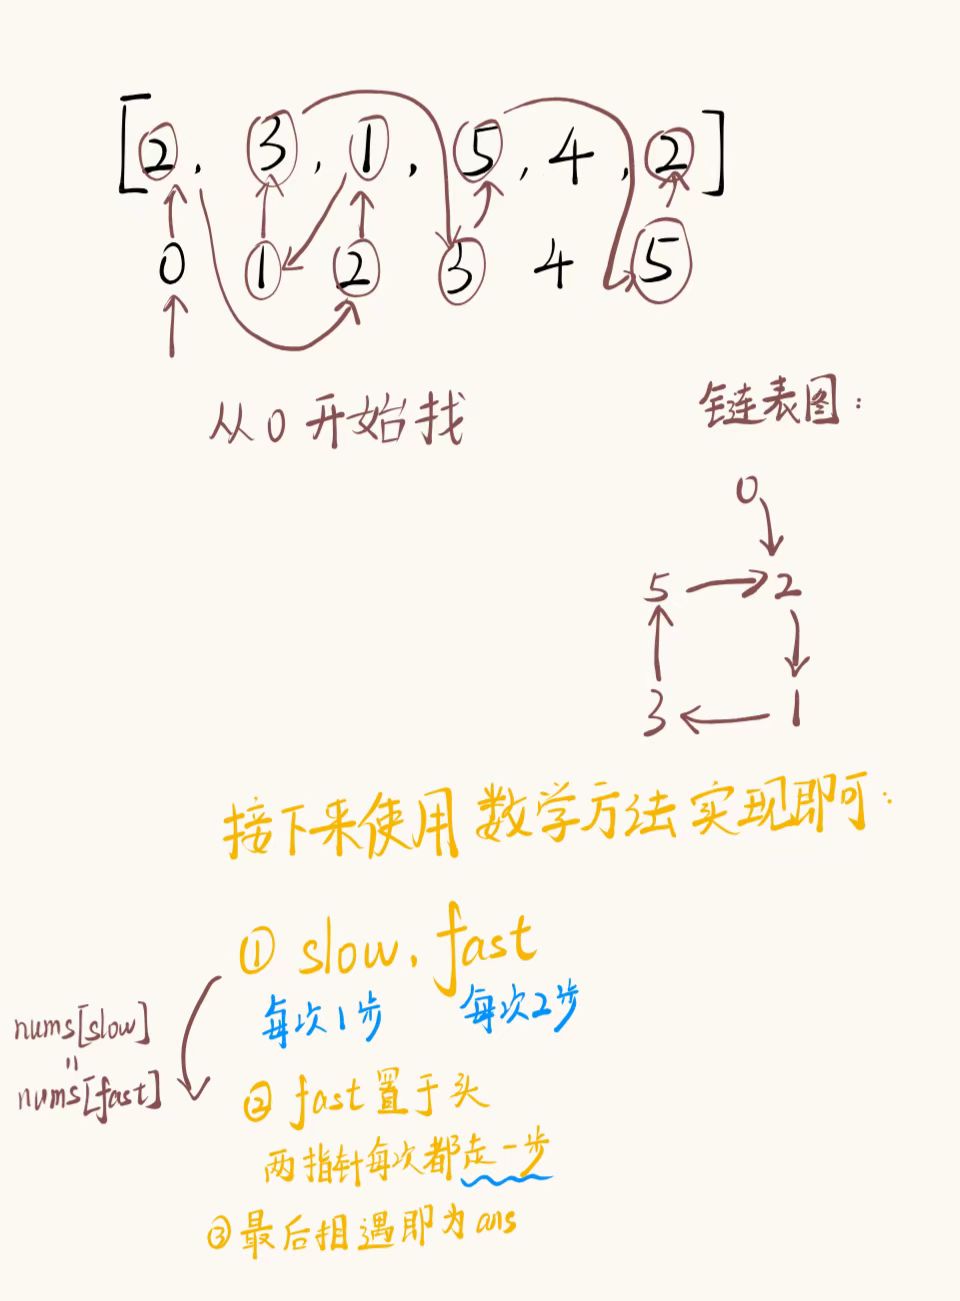 [2, 3, 1, 5, 4, 2]
0 1 2 3 4 5
从0开始找
链表图:
0
5 2
3 1
接下来使用数学方法实现即可:
① slow, fast
每次1步 每次2步
nums[slow]
=
nums[fast]
② fast置于头
两指针每次都走一步
③最后相遇即为ans